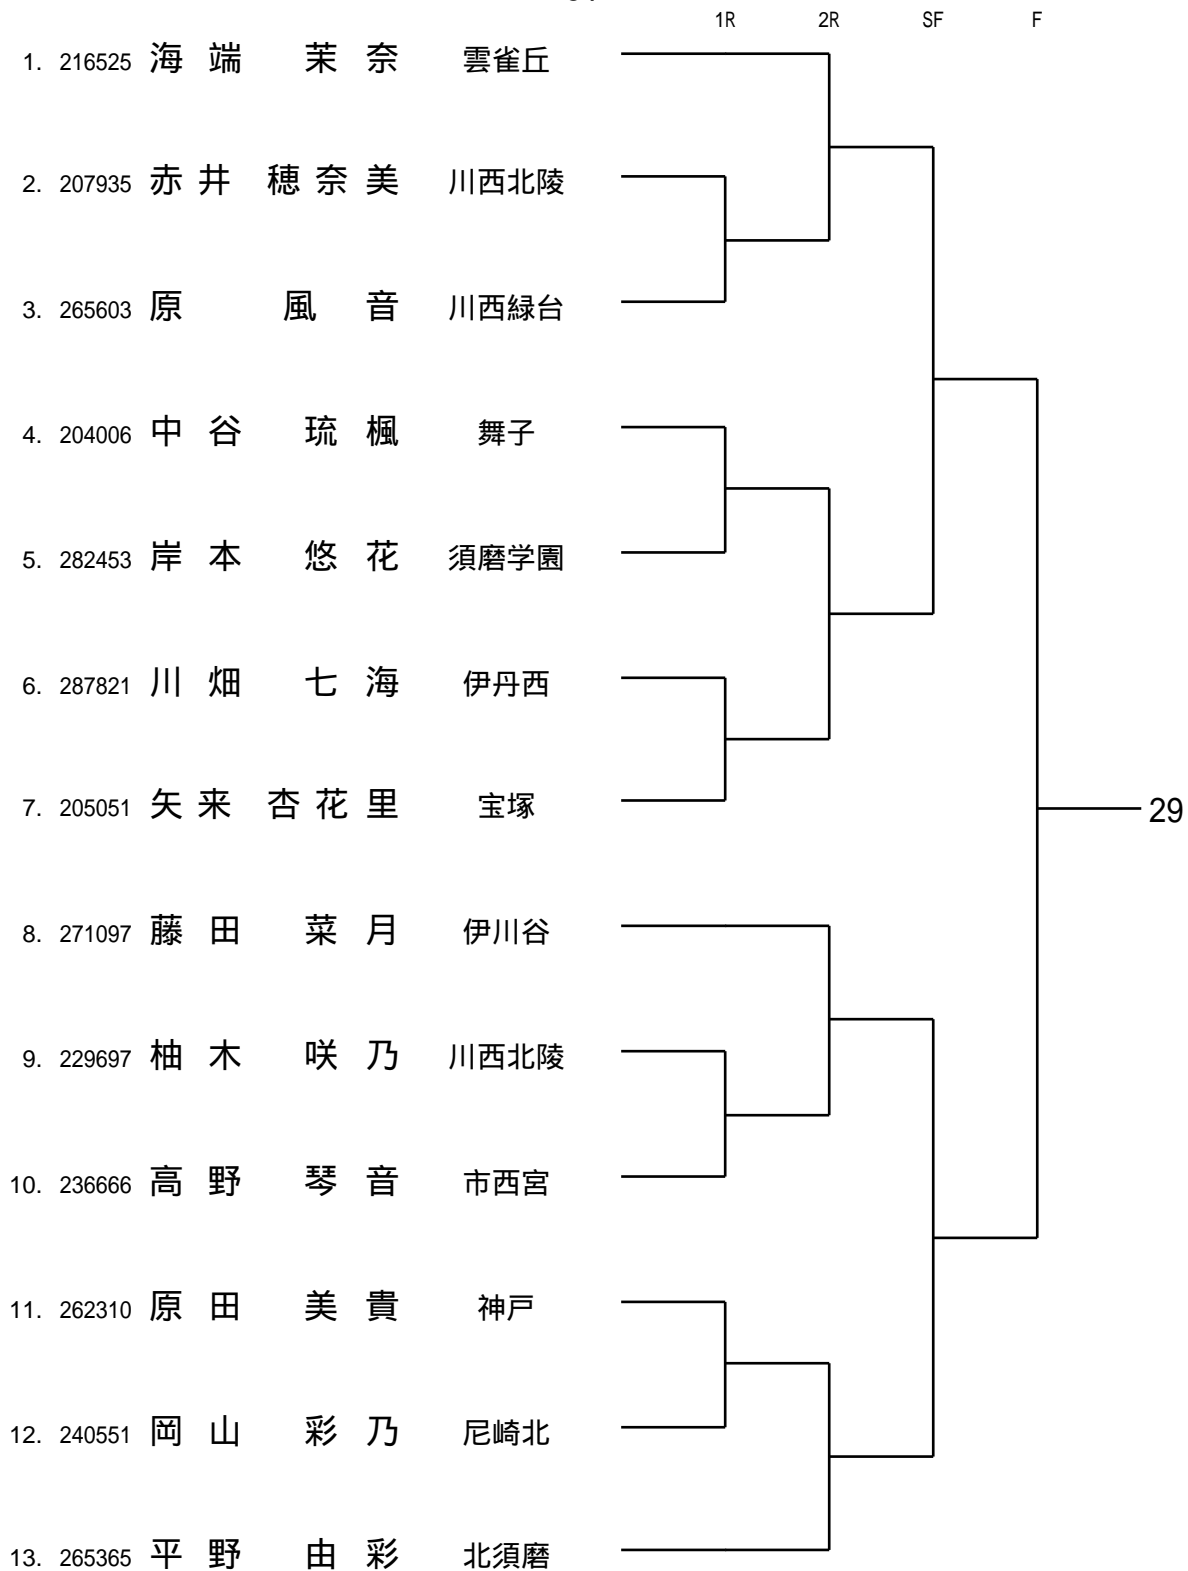 1R 2R SF F
1. 216525 海端 茉奈 雲雀丘
2. 207935 赤井 穂奈美 川西北陵
3. 265603 原 風音 川西緑台
4. 204006 中谷 琉楓 舞子
5. 282453 岸本 悠花 須磨学園
6. 287821 川畑 七海 伊丹西
7. 205051 矢来 杏花里 宝塚
29
8. 271097 藤田 菜月 伊川谷
9. 229697 柚木 咲乃 川西北陵
10. 236666 高野 琴音 市西宮
11. 262310 原田 美貴 神戸
12. 240551 岡山 彩乃 尼崎北
13. 265365 平野 由彩 北須磨